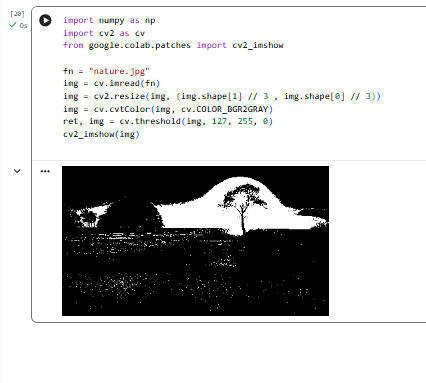 [20]
0s
import numpy as np
import cv2 as cv
from google.colab.patches import cv2_imshow
fn = "nature.jpg"
img = cv.imread(fn)
img = cv2.resize(img, (img.shape[1] // 3 , img.shape[0] // 3))
img = cv.cvtColor(img, cv.COLOR_BGR2GRAY)
ret, img = cv.threshold(img, 127, 255, 0)
cv2_imshow(img)